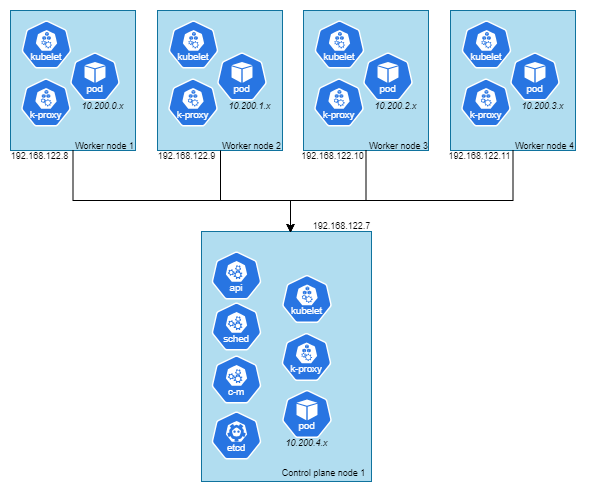 kubelet
pod
10.200.0.x
k-proxy
Worker node 1
192.168.122.8
kubelet
pod
10.200.1.x
k-proxy
Worker node 2
192.168.122.9
kubelet
pod
10.200.2.x
k-proxy
Worker node 3
192.168.122.10
kubelet
pod
10.200.3.x
k-proxy
Worker node 4
192.168.122.11
192.168.122.7
api
kubelet
sched
k-proxy
c-m
pod
10.200.4.x
etcd
Control plane node 1